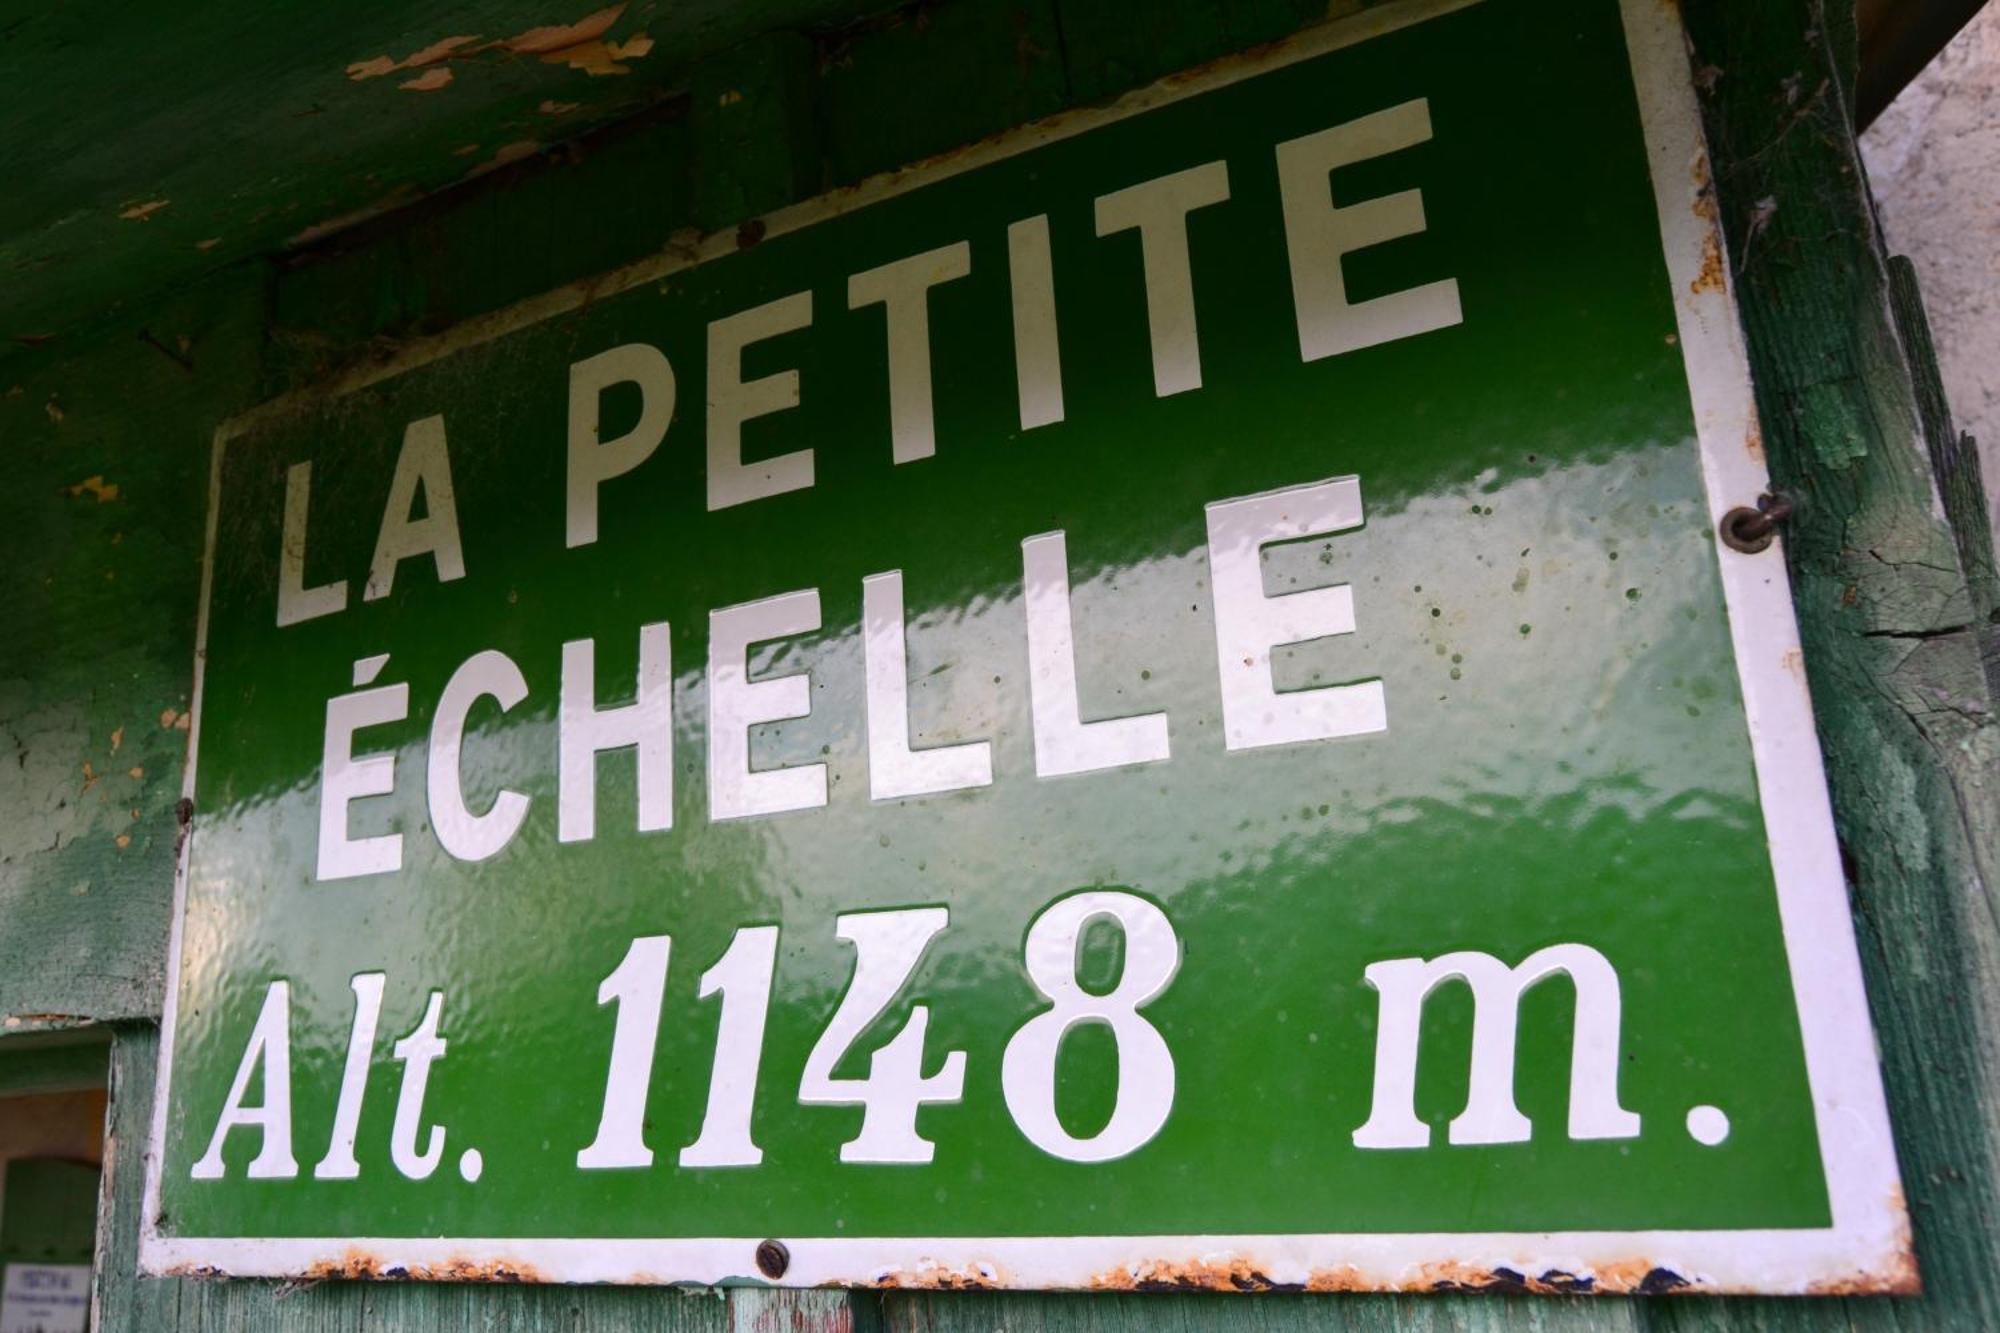 LA PETITE
ÉCHELLE
Alt. 1148 m.